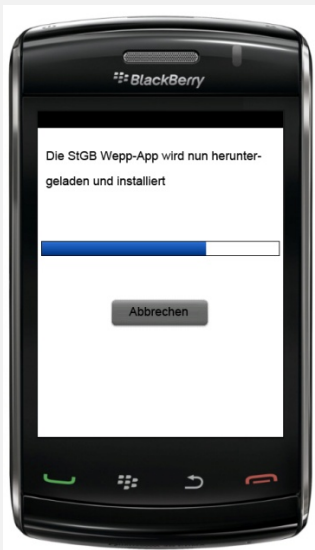 BlackBerry
Die StGB Wepp-App wird nun herunter-
geladen und installiert
Abbrechen